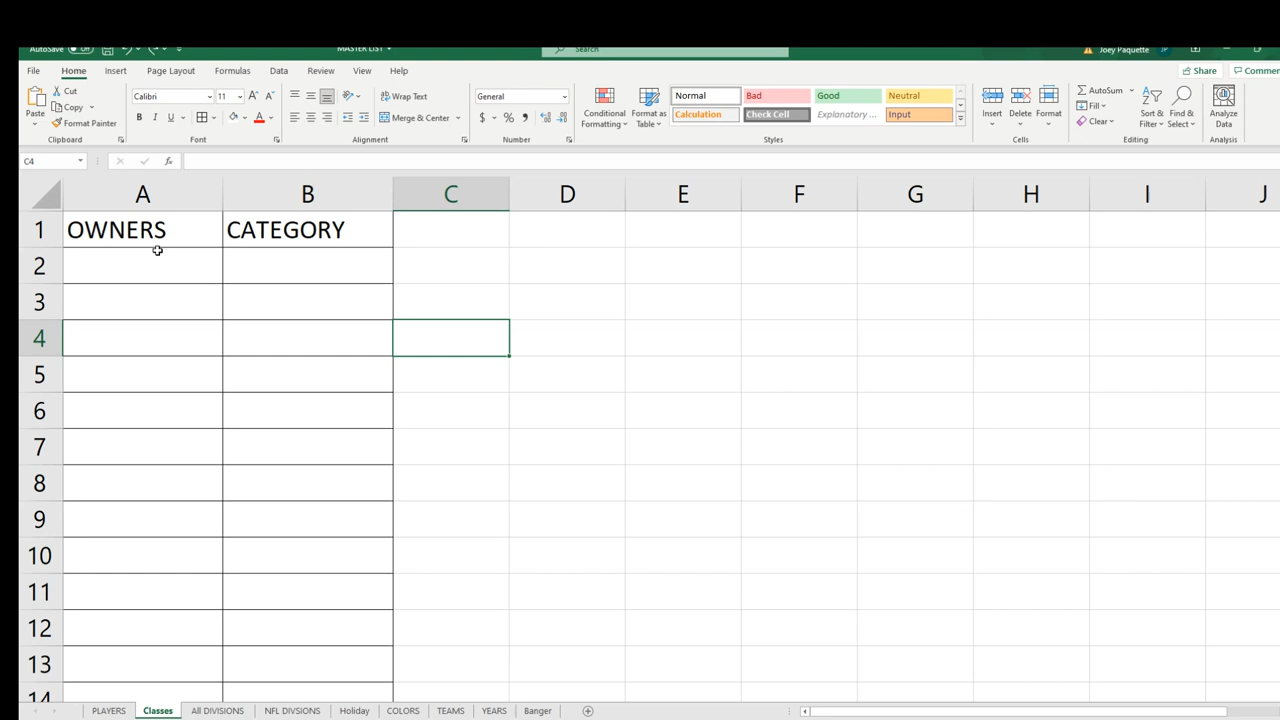 AutoSave Off MASTER LIST Search Joey Paquette JP
File Home Insert Page Layout Formulas Data Review View Help Share Commen
Paste Cut Copy Format Painter Clipboard
Calibri 11 A A B I U A Font
Wrap Text Merge & Center Alignment
General $ % , Number
Conditional Formatting Format as Table Normal Bad Good Neutral Calculation Check Cell Explanatory ... Input Styles
Insert Delete Format Cells
AutoSum Fill Clear Sort & Filter Find & Select Editing
Analyze Data Analysis
C4 fx
A B C D E F G H I J
1 OWNERS CATEGORY
2
3
4
5
6
7
8
9
10
11
12
13
14
PLAYERS Classes All DIVISIONS NFL DIVSIONS Holiday COLORS TEAMS YEARS Banger